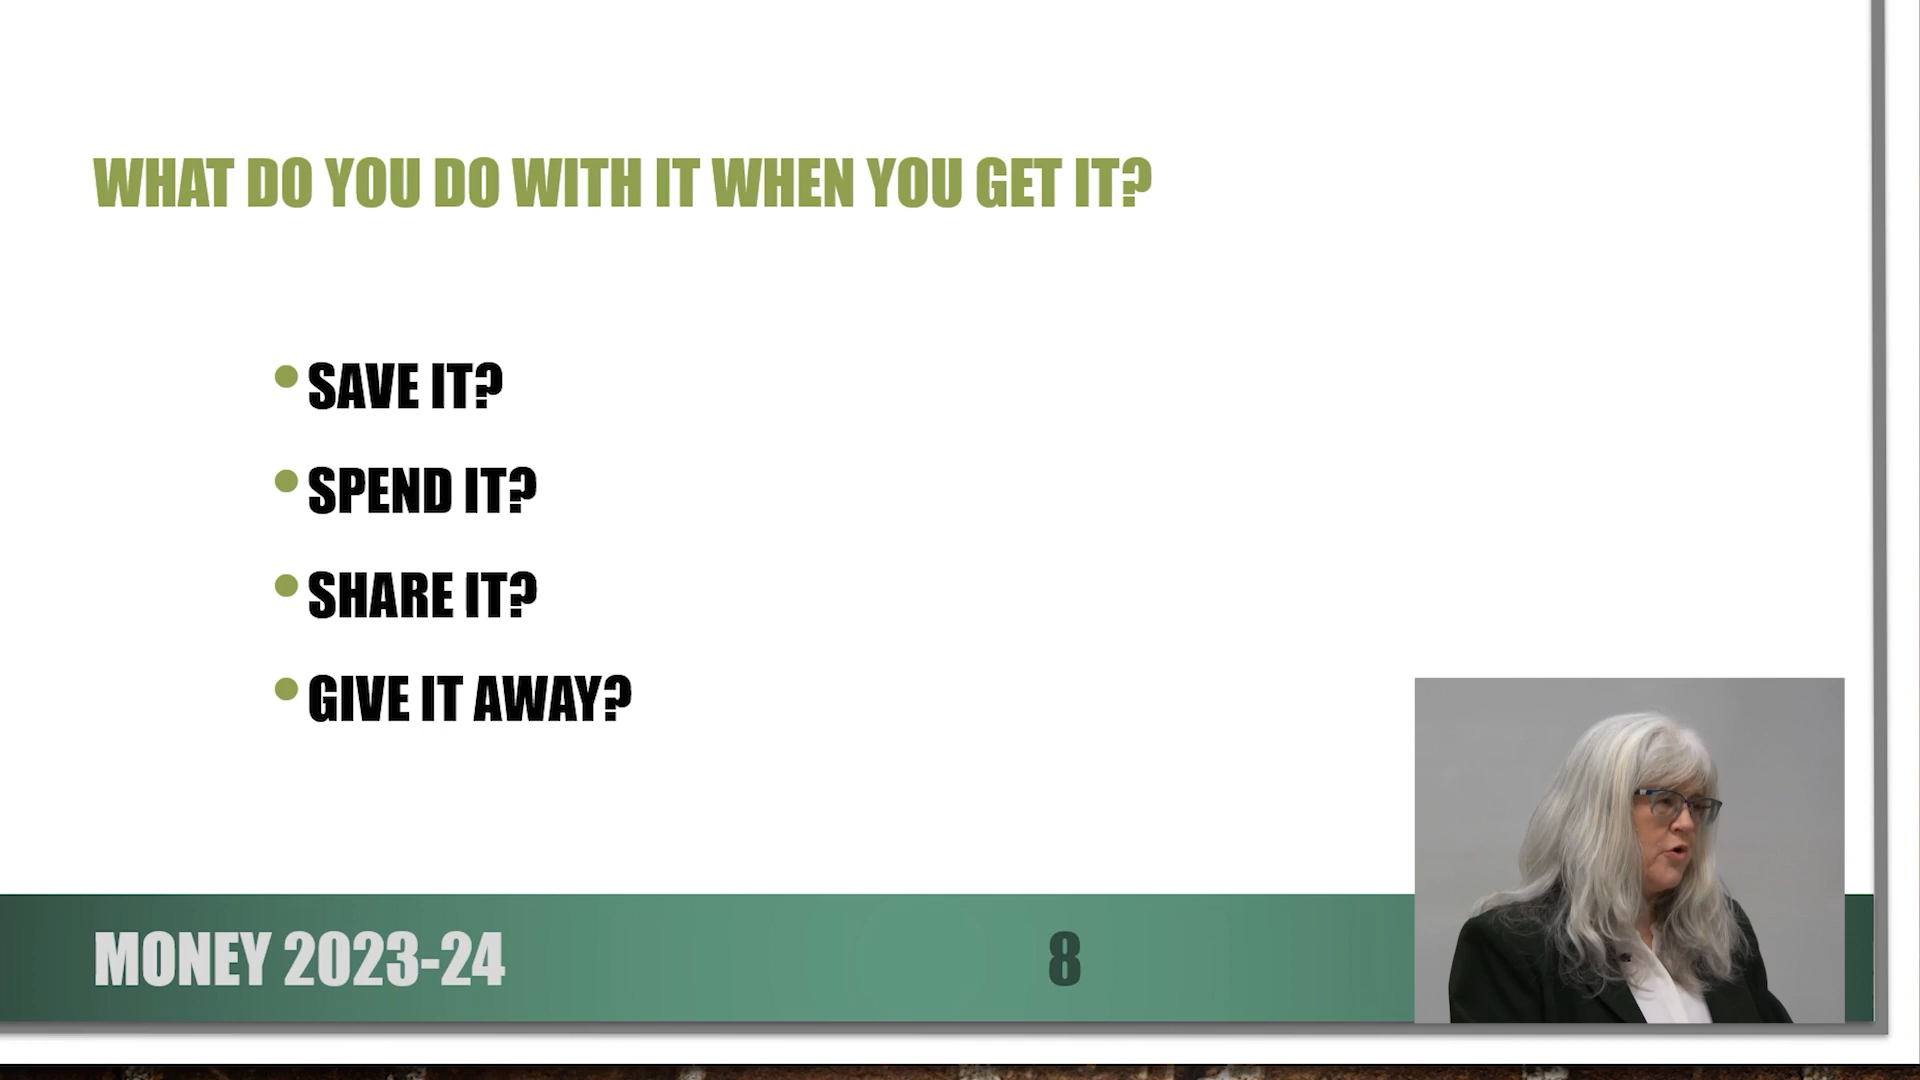 WHAT DO YOU DO WITH IT WHEN YOU GET IT?
SAVE IT?
SPEND IT?
SHARE IT?
GIVE IT AWAY?
MONEY 2023-24
8